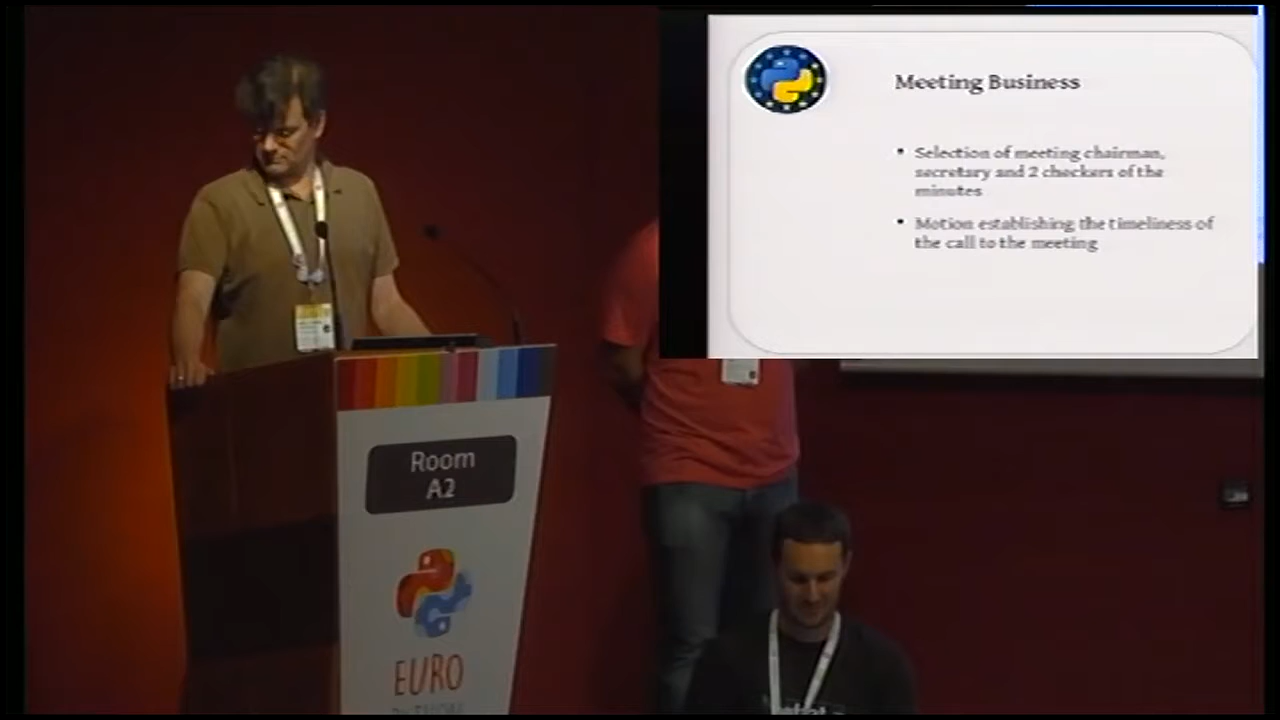 Meeting Business
• Selection of meeting chairman,
secretary and 2 checkers of the
minutes
• Motion establishing the timeliness of
the call to the meeting
Room
A2
EURO